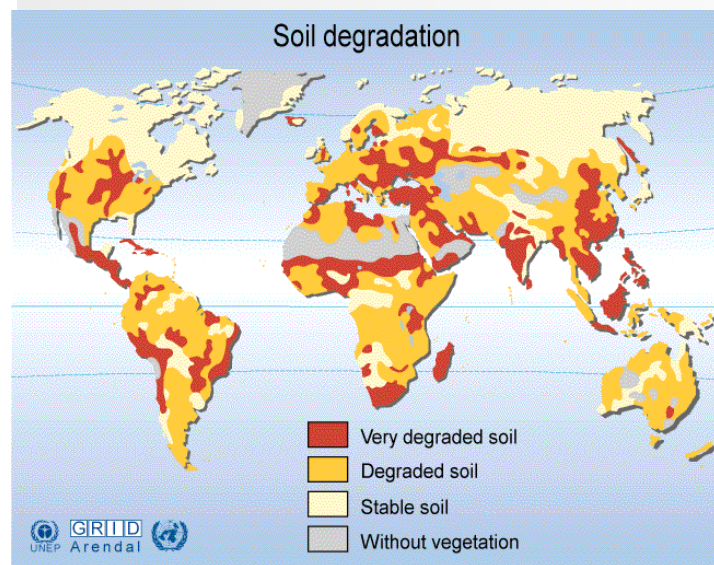 Soil degradation
Very degraded soil
Degraded soil
Stable soil
Without vegetation
UNEP
GRID
Arendal